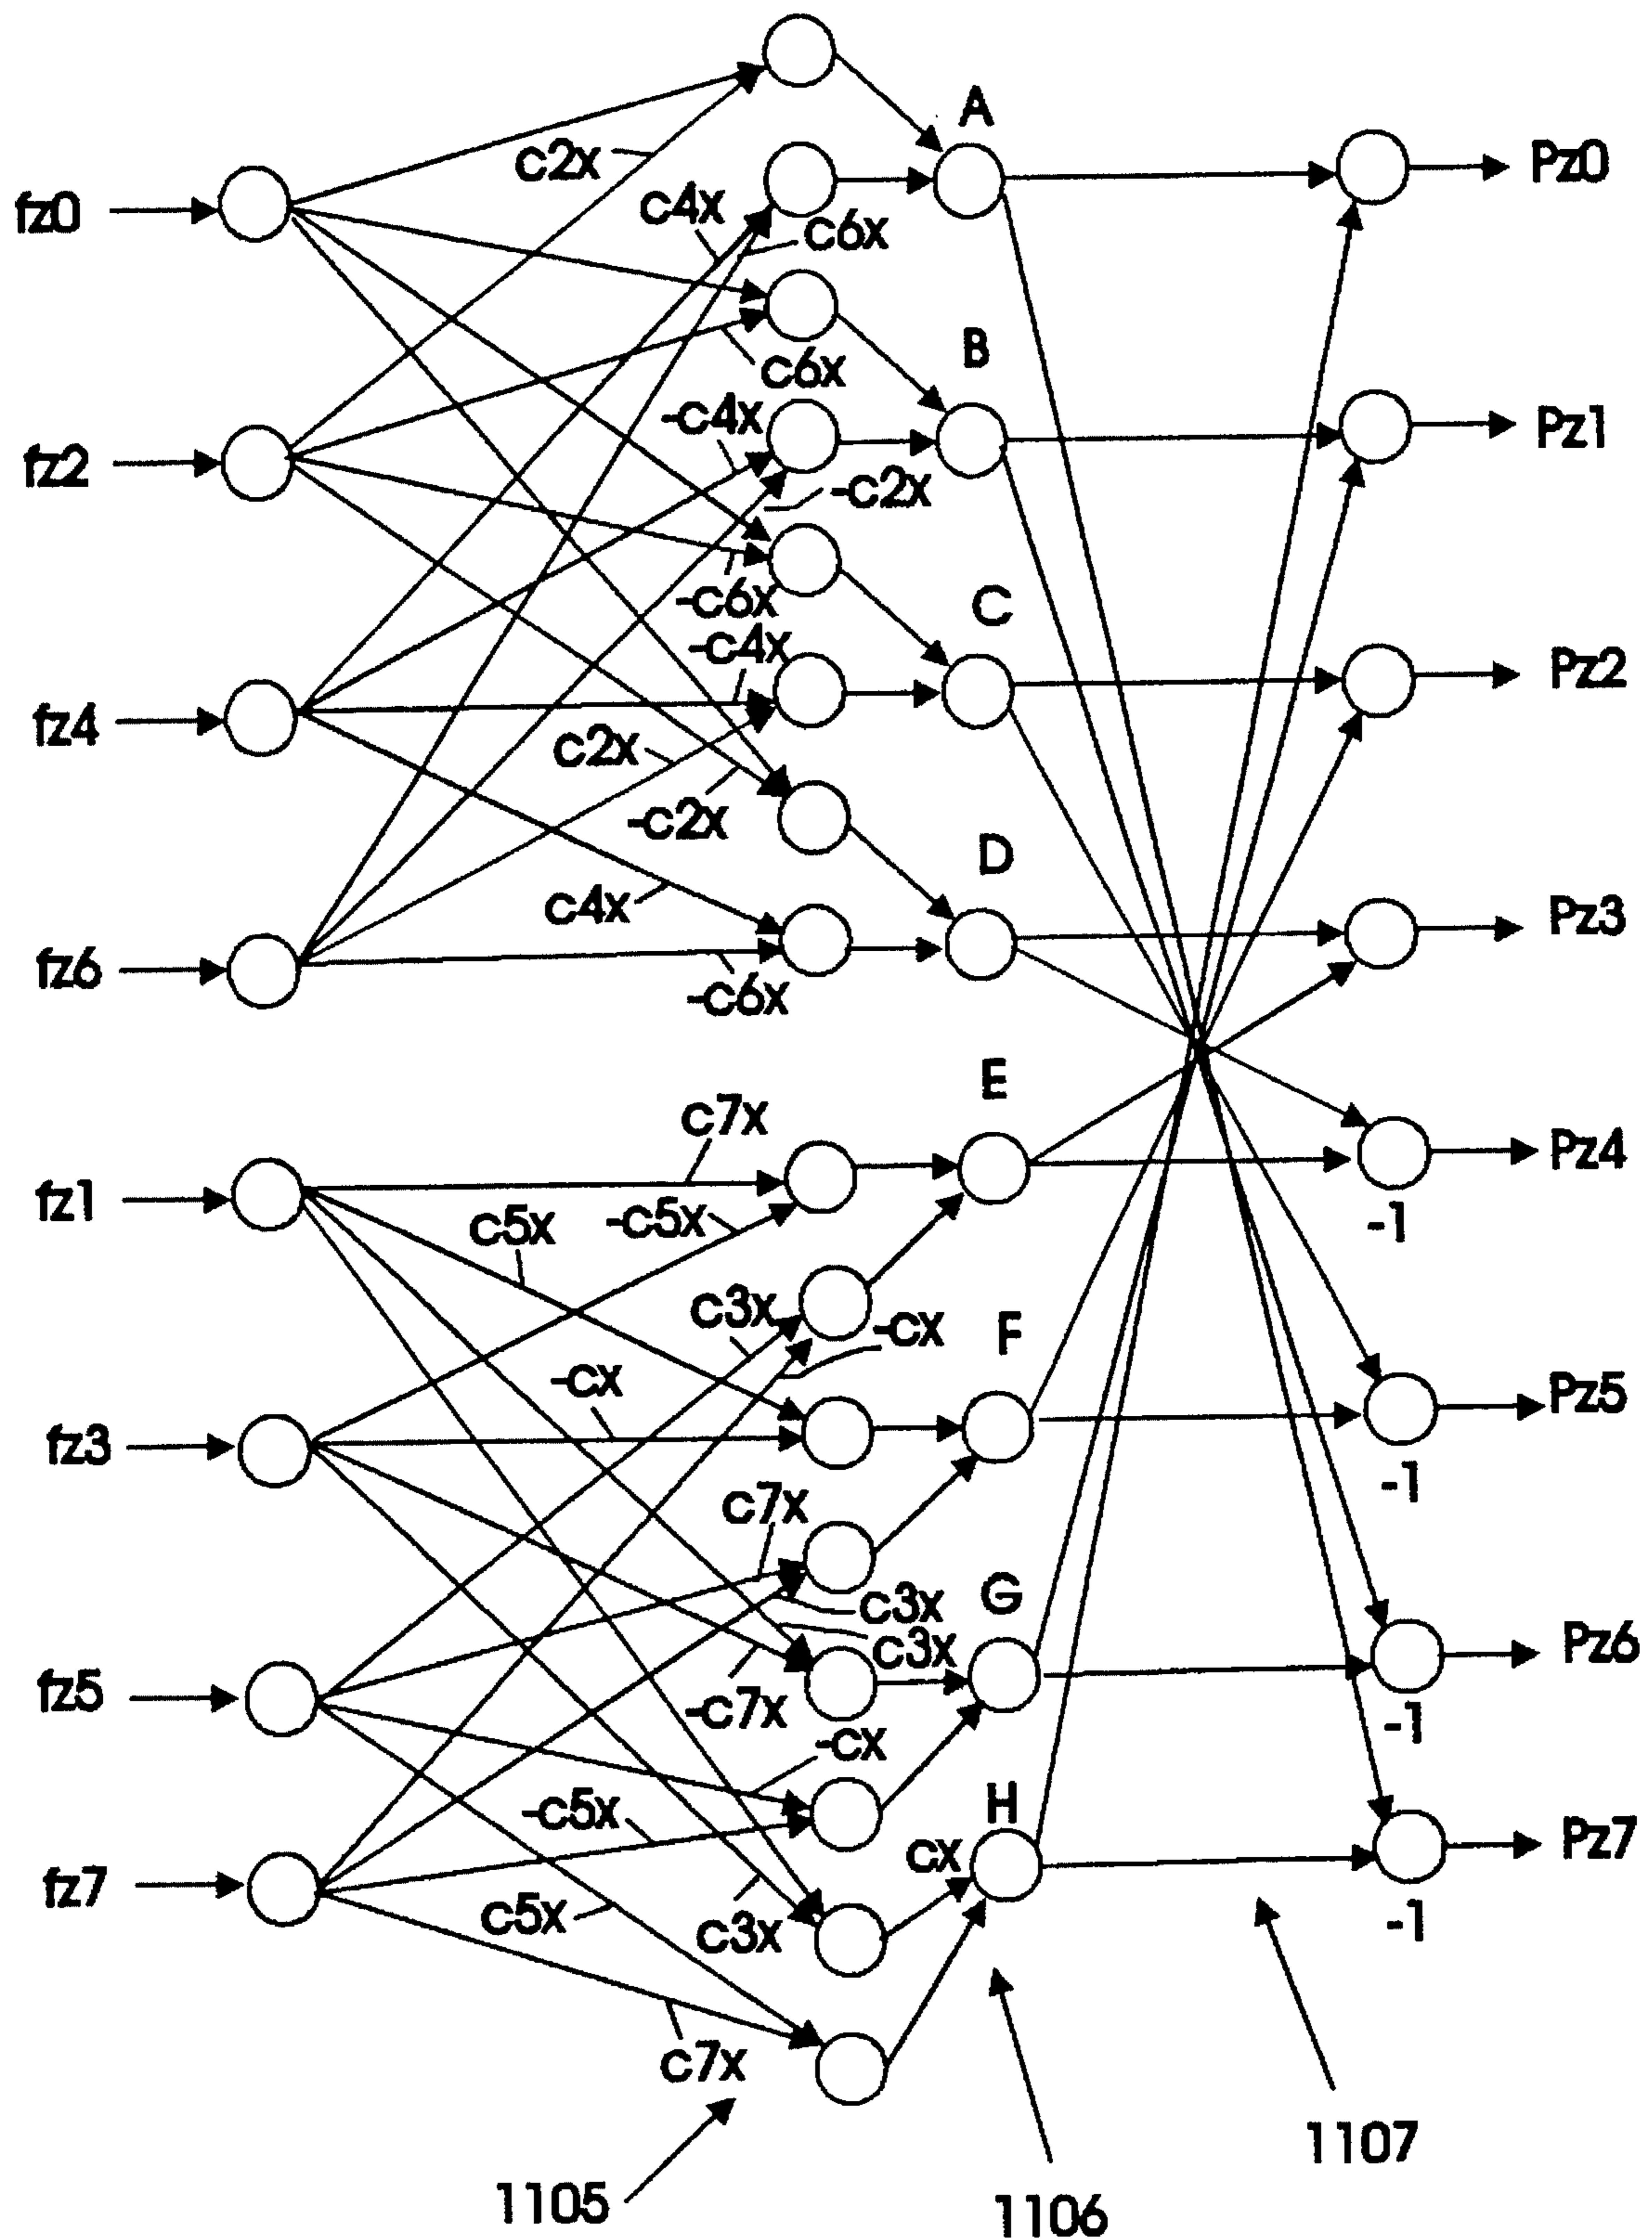 A
Pz0
c2x
c4x
fz0
c6x
B
c6x
Pz1
-c4x
fz2
-c2x
-c6x
C
-c4x
Pz2
fz4
c2x
-c2x
D
c4x
Pz3
fz6
-c6x
E
c7x
Pz4
fz1
c5x
-c5x
-1
c3x
-cx
F
-cx
Pz5
fz3
-1
c7x
G
c3x
c3x
Pz6
fz5
-c7x
-1
-cx
H
-c5x
cx
Pz7
fz7
c5x
c3x
-1
c7x
1107
1105
1106